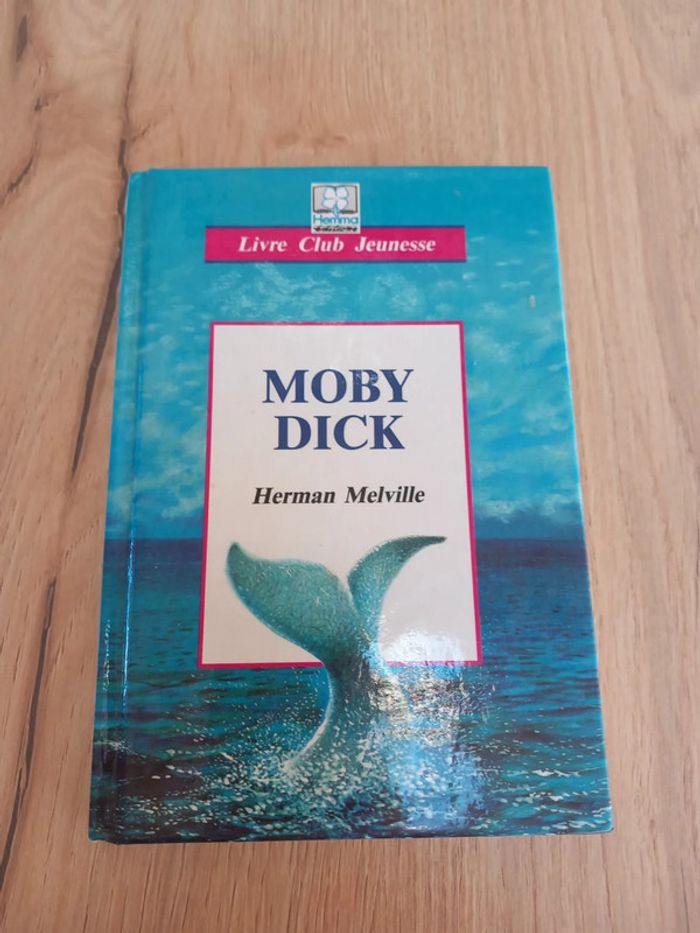 Hemma
Livre Club Jeunesse
MOBY
DICK
Herman Melville